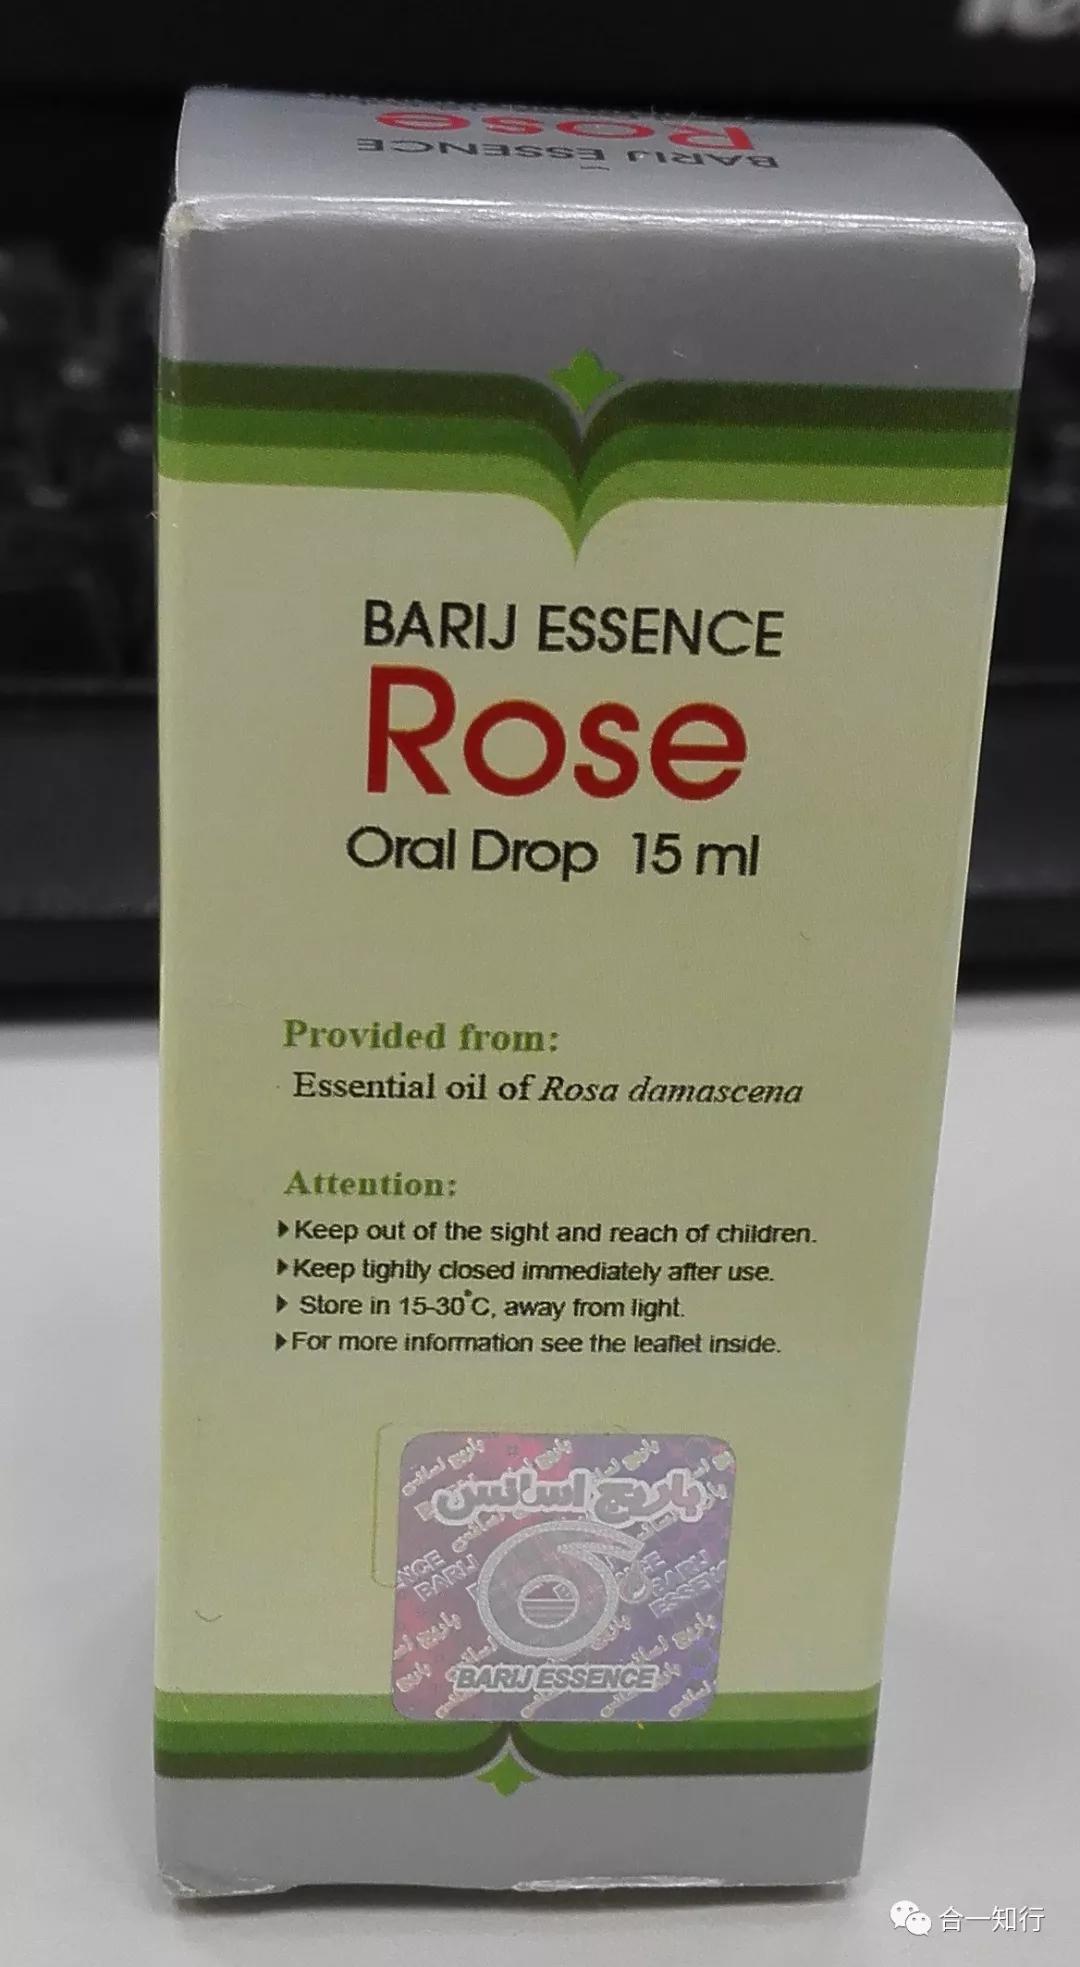 Rose
BARIJ ESSENCE
BARIJ ESSENCE
Rose
Oral Drop 15 ml
Provided from:
Essential oil of Rosa damascena
Attention:
Keep out of the sight and reach of children.
Keep tightly closed immediately after use.
Store in 15-30°C, away from light.
For more information see the leaflet inside.
باریج اسانس
BARIJ ESSENCE
合一知行